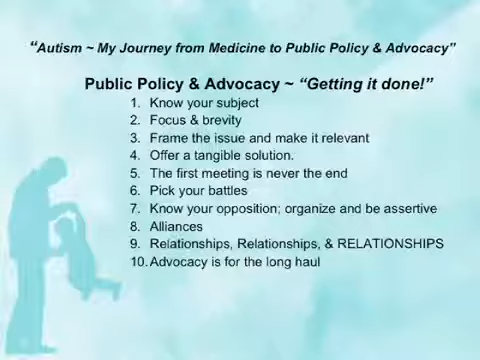 “Autism ~ My Journey from Medicine to Public Policy & Advocacy”
Public Policy & Advocacy ~ “Getting it done!”
1. Know your subject
2. Focus & brevity
3. Frame the issue and make it relevant
4. Offer a tangible solution.
5. The first meeting is never the end
6. Pick your battles
7. Know your opposition; organize and be assertive
8. Alliances
9. Relationships, Relationships, & RELATIONSHIPS
10. Advocacy is for the long haul